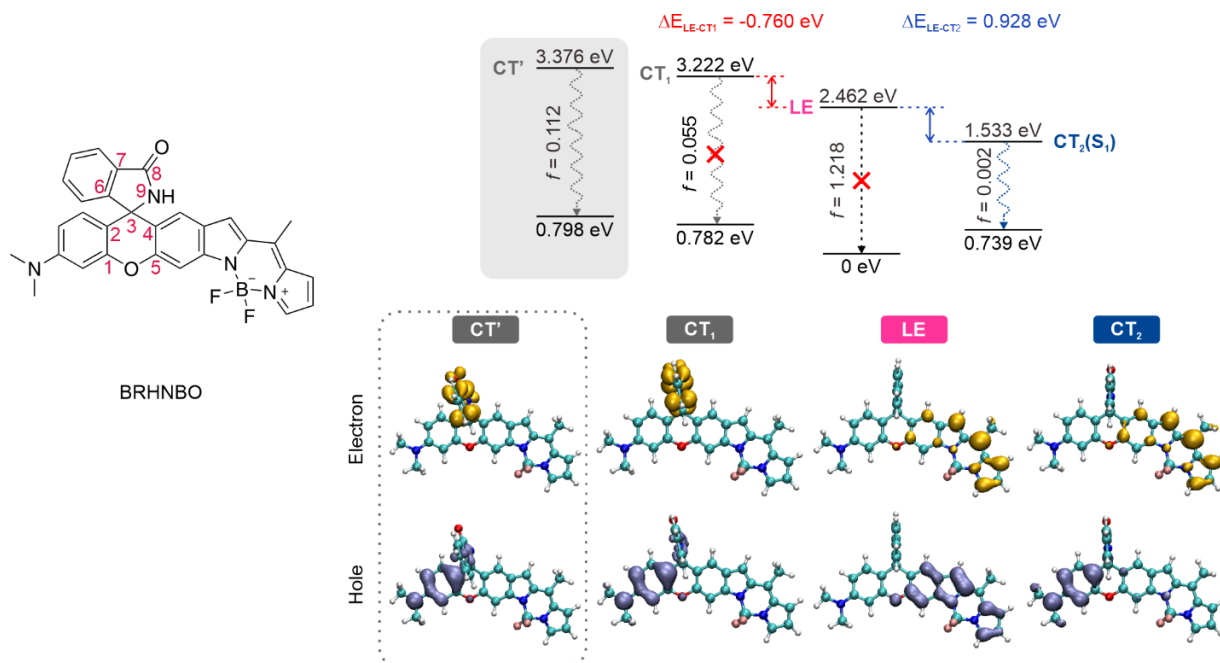 ΔE_LE-CT1 = -0.760 eV
ΔE_LE-CT2 = 0.928 eV
CT' 3.376 eV
CT₁ 3.222 eV
LE 2.462 eV
1.533 eV CT₂(S₁)
f = 0.112
f = 0.055
f = 1.218
f = 0.002
0.798 eV
0.782 eV
0 eV
0.739 eV
O
7
8
6
9 NH
3
2
4
1
5
O
N
N
B⁻
N⁺
F
F
BRHNBO
CT'
CT₁
LE
CT₂
Electron
Hole